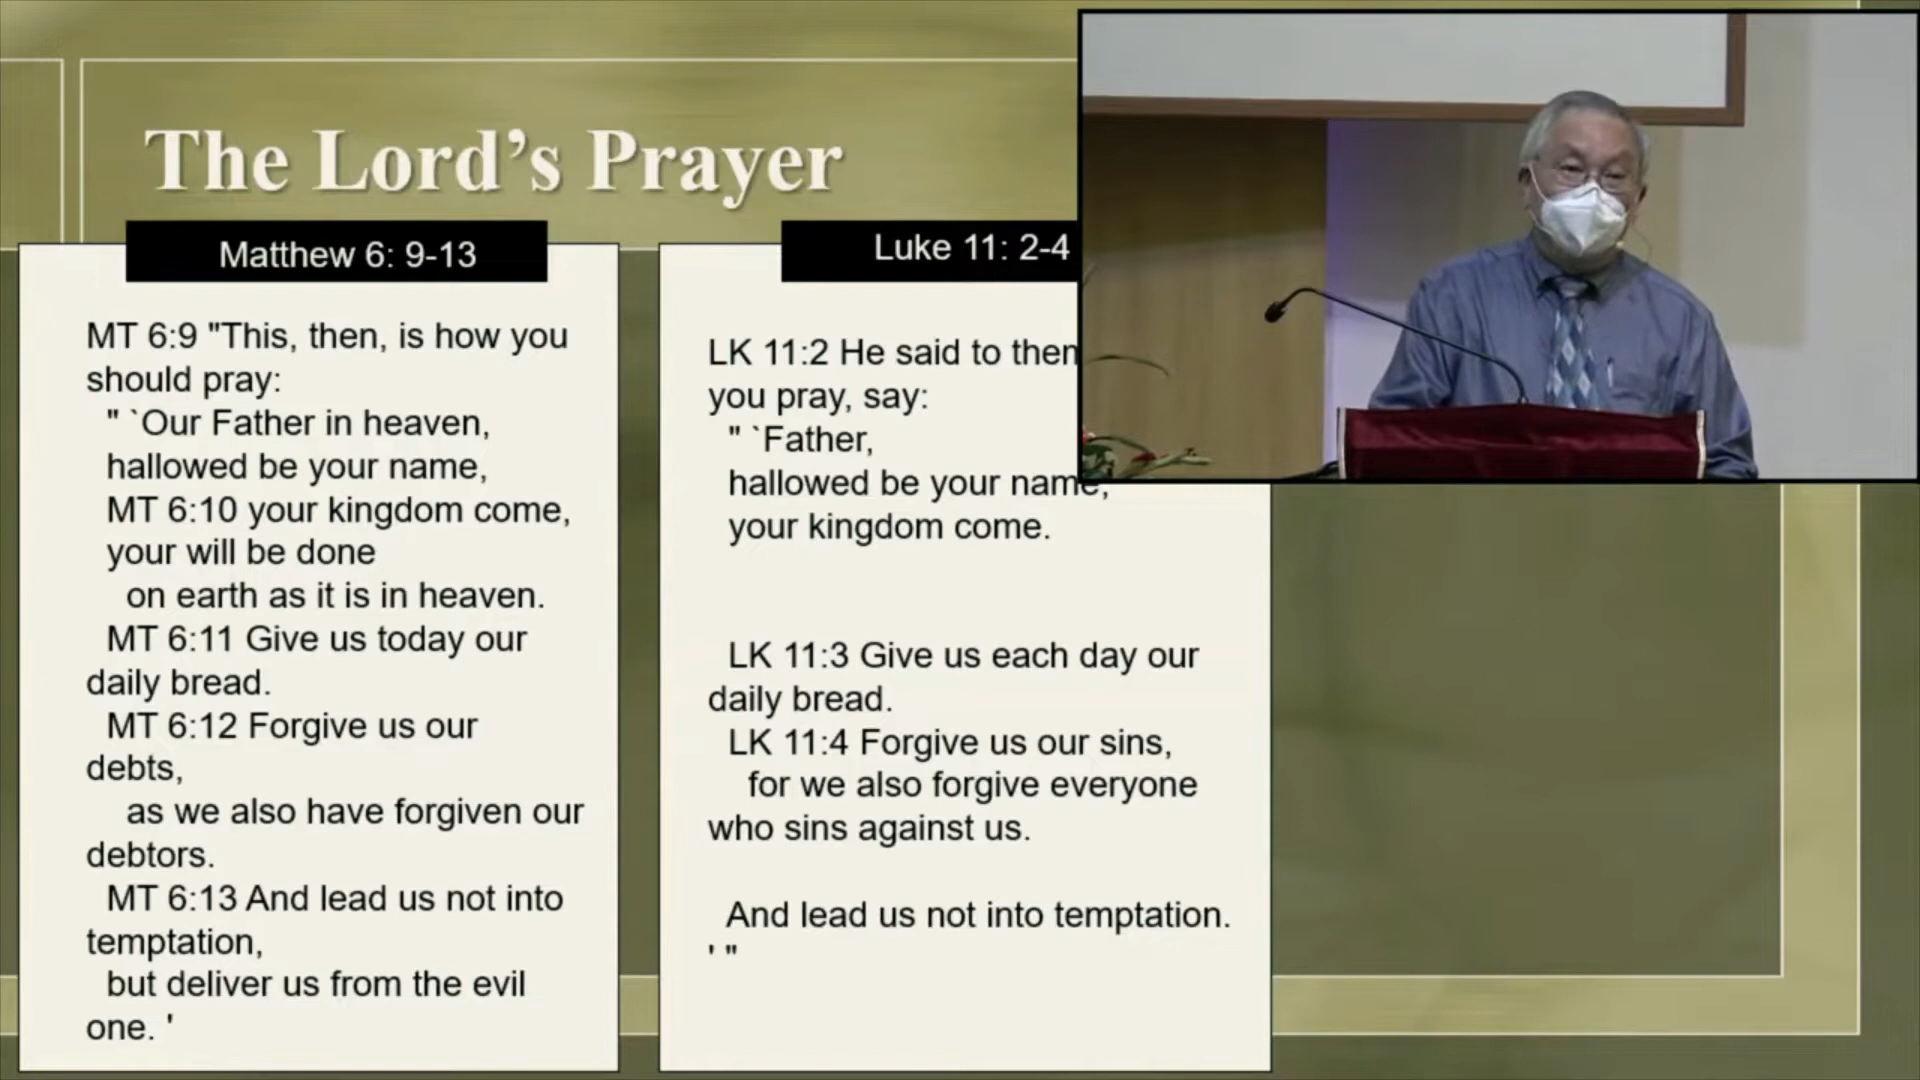 The Lord's Prayer
Matthew 6: 9-13
MT 6:9 "This, then, is how you
should pray:
" `Our Father in heaven,
hallowed be your name,
MT 6:10 your kingdom come,
your will be done
on earth as it is in heaven.
MT 6:11 Give us today our
daily bread.
MT 6:12 Forgive us our
debts,
as we also have forgiven our
debtors.
MT 6:13 And lead us not into
temptation,
but deliver us from the evil
one. '
Luke 11: 2-4
LK 11:2 He said to
you pray, say:
" `Father,
hallowed be your name,
your kingdom come.
LK 11:3 Give us each day our
daily bread.
LK 11:4 Forgive us our sins,
for we also forgive everyone
who sins against us.
And lead us not into temptation.
' "